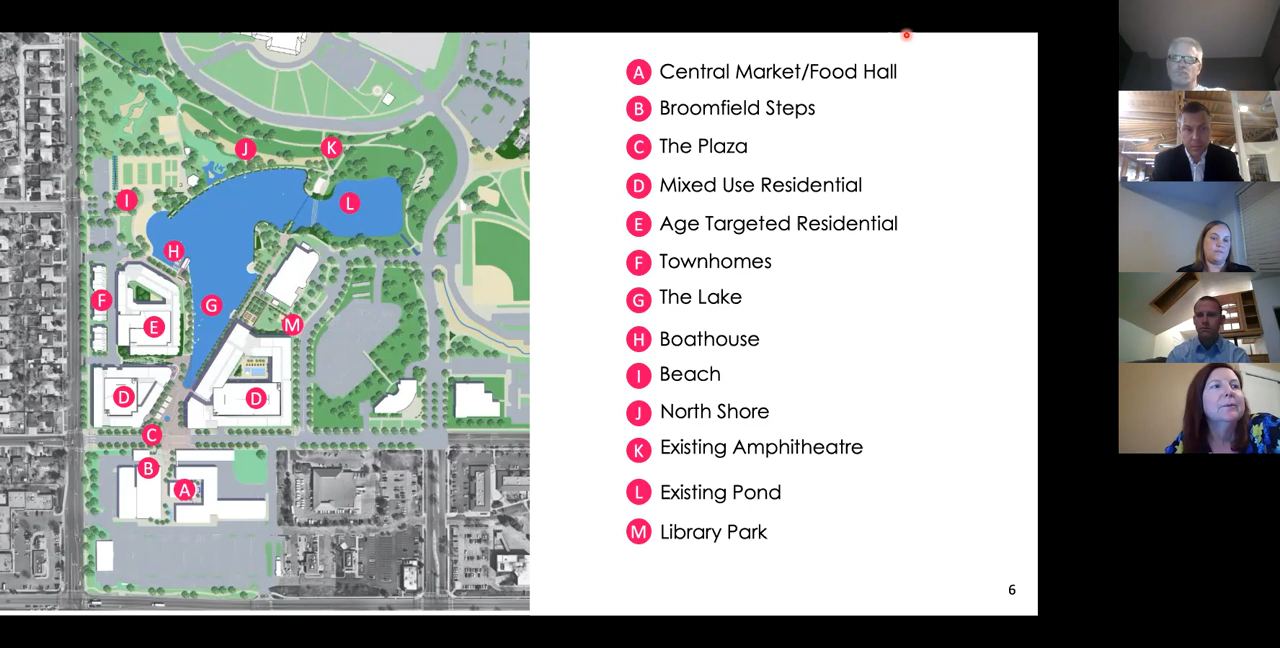 J
K
I
L
H
F
G
E
M
D
D
C
B
A
A Central Market/Food Hall
B Broomfield Steps
C The Plaza
D Mixed Use Residential
E Age Targeted Residential
F Townhomes
G The Lake
H Boathouse
I Beach
J North Shore
K Existing Amphitheatre
L Existing Pond
M Library Park
6